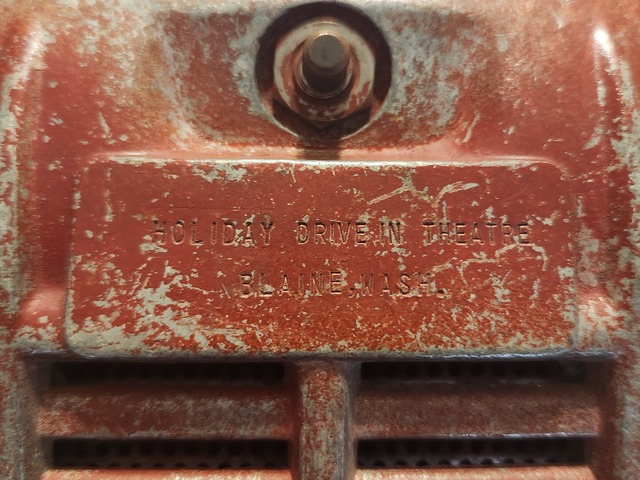 HOLIDAY DRIVE IN THEATRE
BLAINE, WASH.